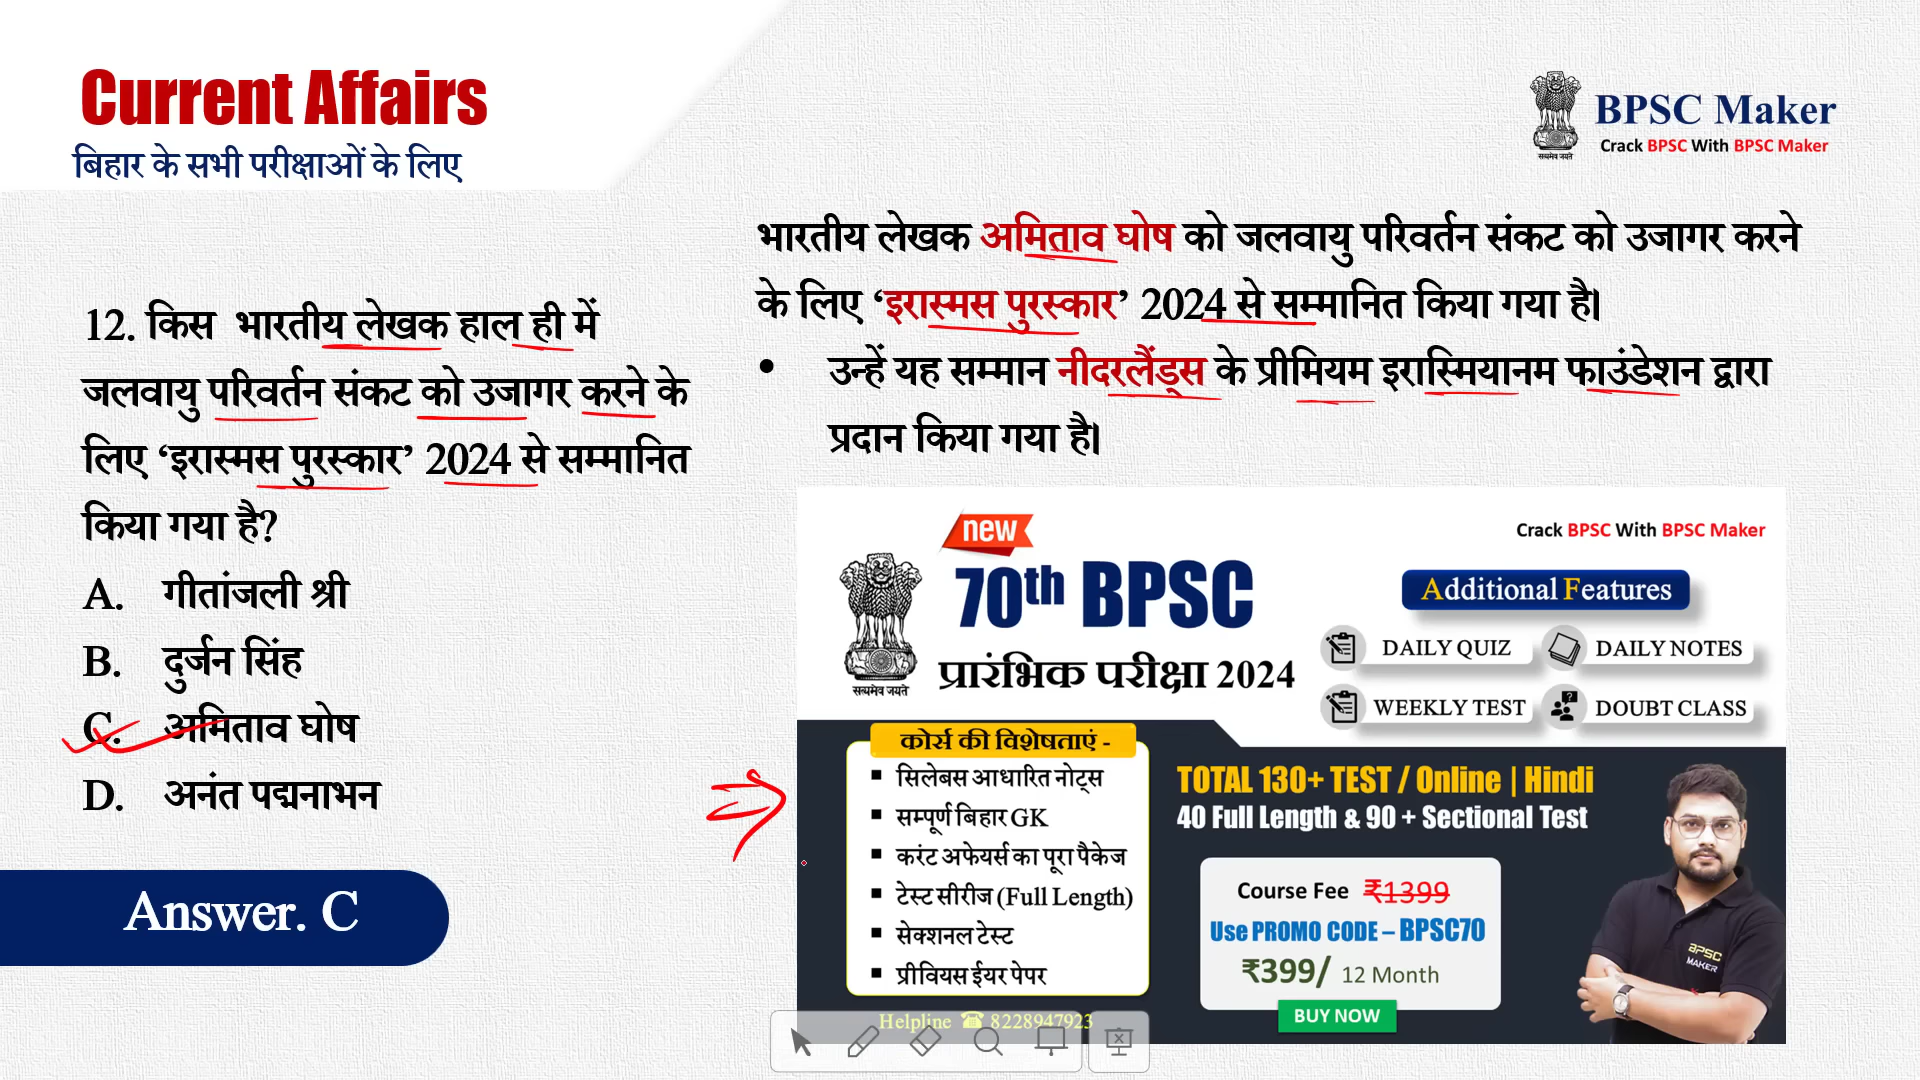 Current Affairs
बिहार के सभी परीक्षाओं के लिए
BPSC Maker
Crack BPSC With BPSC Maker
सत्यमेव जयते
12. किस भारतीय लेखक हाल ही में
जलवायु परिवर्तन संकट को उजागर करने के
लिए ‘इरास्मस पुरस्कार’ 2024 से सम्मानित
किया गया है?
A. गीतांजली श्री
B. दुर्जन सिंह
C. अमिताव घोष
D. अनंत पद्मनाभन
Answer. C
भारतीय लेखक अमिताव घोष को जलवायु परिवर्तन संकट को उजागर करने
के लिए ‘इरास्मस पुरस्कार’ 2024 से सम्मानित किया गया है।
• उन्हें यह सम्मान नीदरलैंड्स के प्रीमियम इरास्मियानम फाउंडेशन द्वारा
प्रदान किया गया है।
new
70th BPSC
प्रारंभिक परीक्षा 2024
सत्यमेव जयते
Crack BPSC With BPSC Maker
Additional Features
DAILY QUIZ
DAILY NOTES
WEEKLY TEST
DOUBT CLASS
कोर्स की विशेषताएं -
सिलेबस आधारित नोट्स
सम्पूर्ण बिहार GK
करंट अफेयर्स का पूरा पैकेज
टेस्ट सीरीज (Full Length)
सेक्शनल टेस्ट
प्रीवियस ईयर पेपर
TOTAL 130+ TEST / Online | Hindi
40 Full Length & 90 + Sectional Test
Course Fee ₹1399
Use PROMO CODE – BPSC70
₹399/ 12 Month
BUY NOW
BPSC
MAKER
Helpline ☎ 8228947923